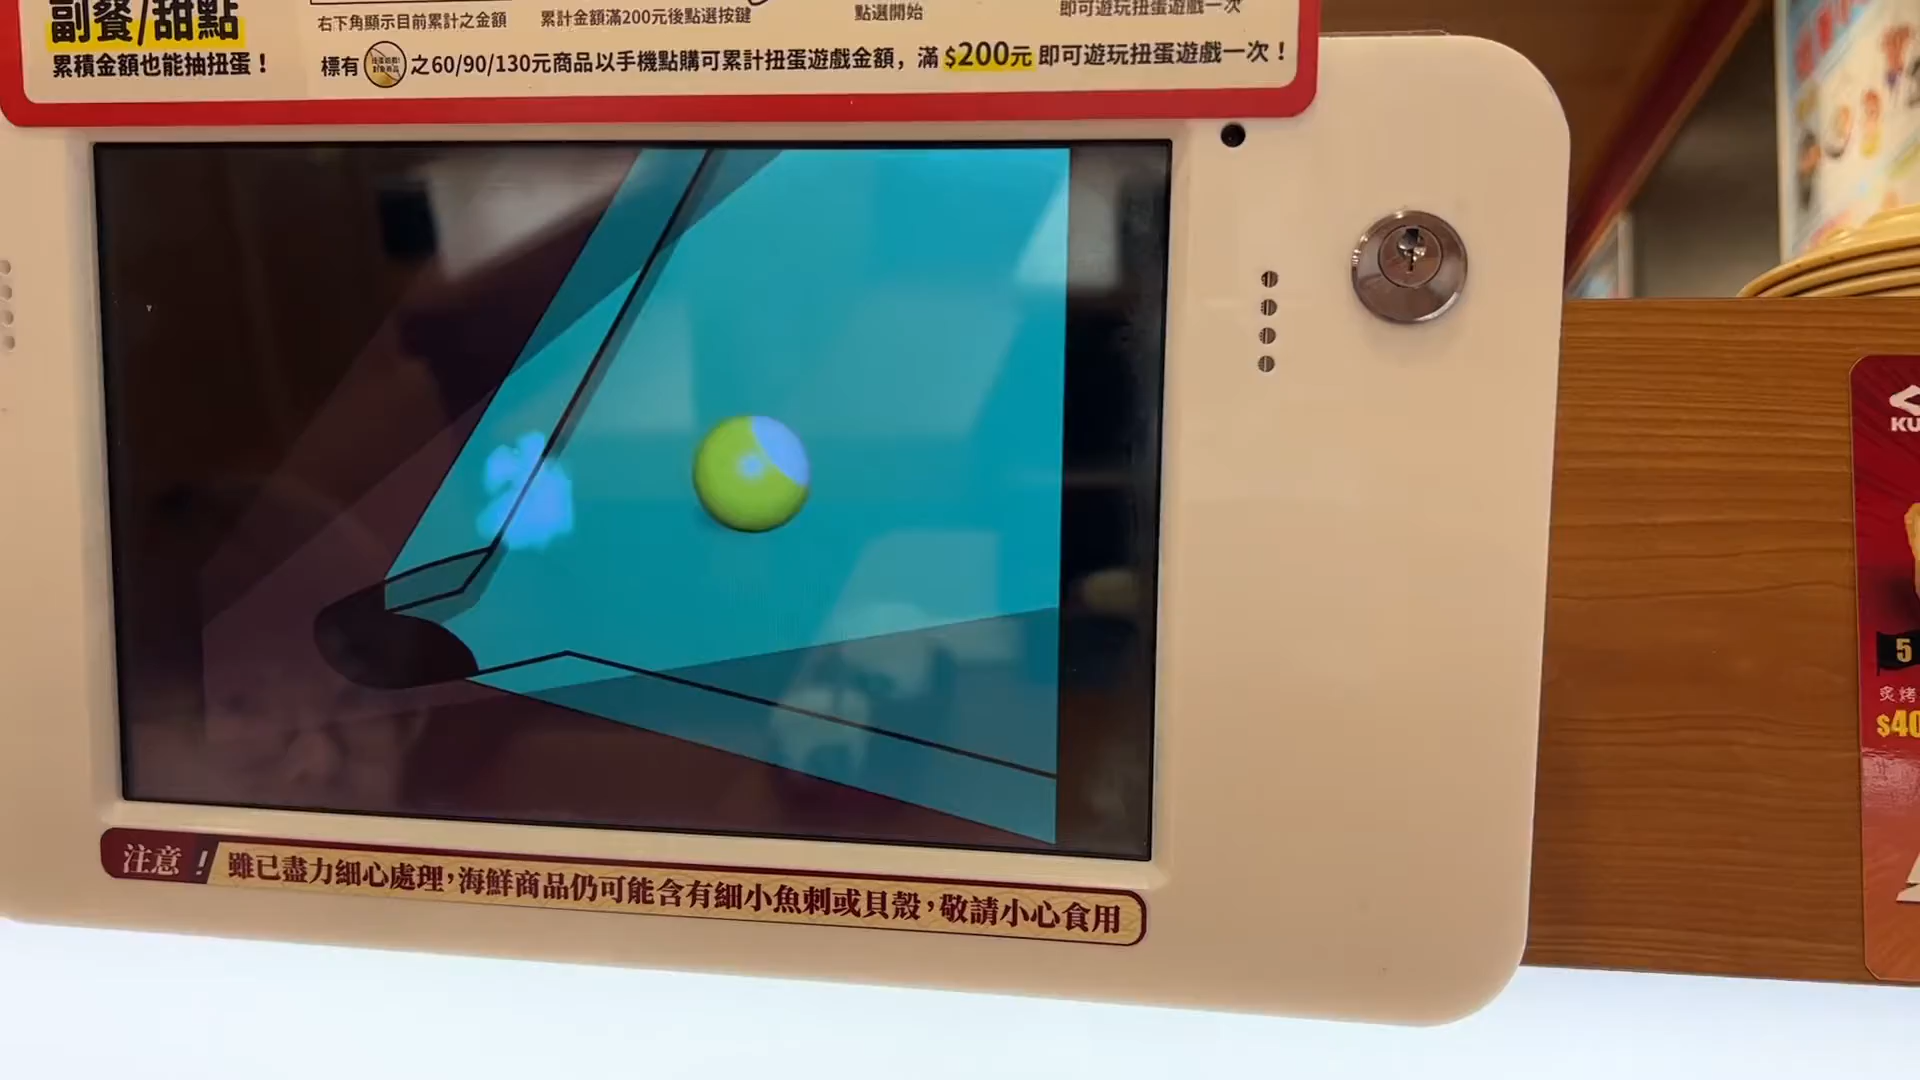 副餐/甜點
累積金額也能抽扭蛋！
右下角顯示目前累計之金額
累計金額滿200元後點選按鍵
點選開始
即可遊玩扭蛋遊戲一次
標有
之60/90/130元商品以手機點購可累計扭蛋遊戲金額，滿 $200元 即可遊玩扭蛋遊戲一次！
KU
5
炙烤
$40
注意！
雖已盡力細心處理，海鮮商品仍可能含有細小魚刺或貝殼，敬請小心食用